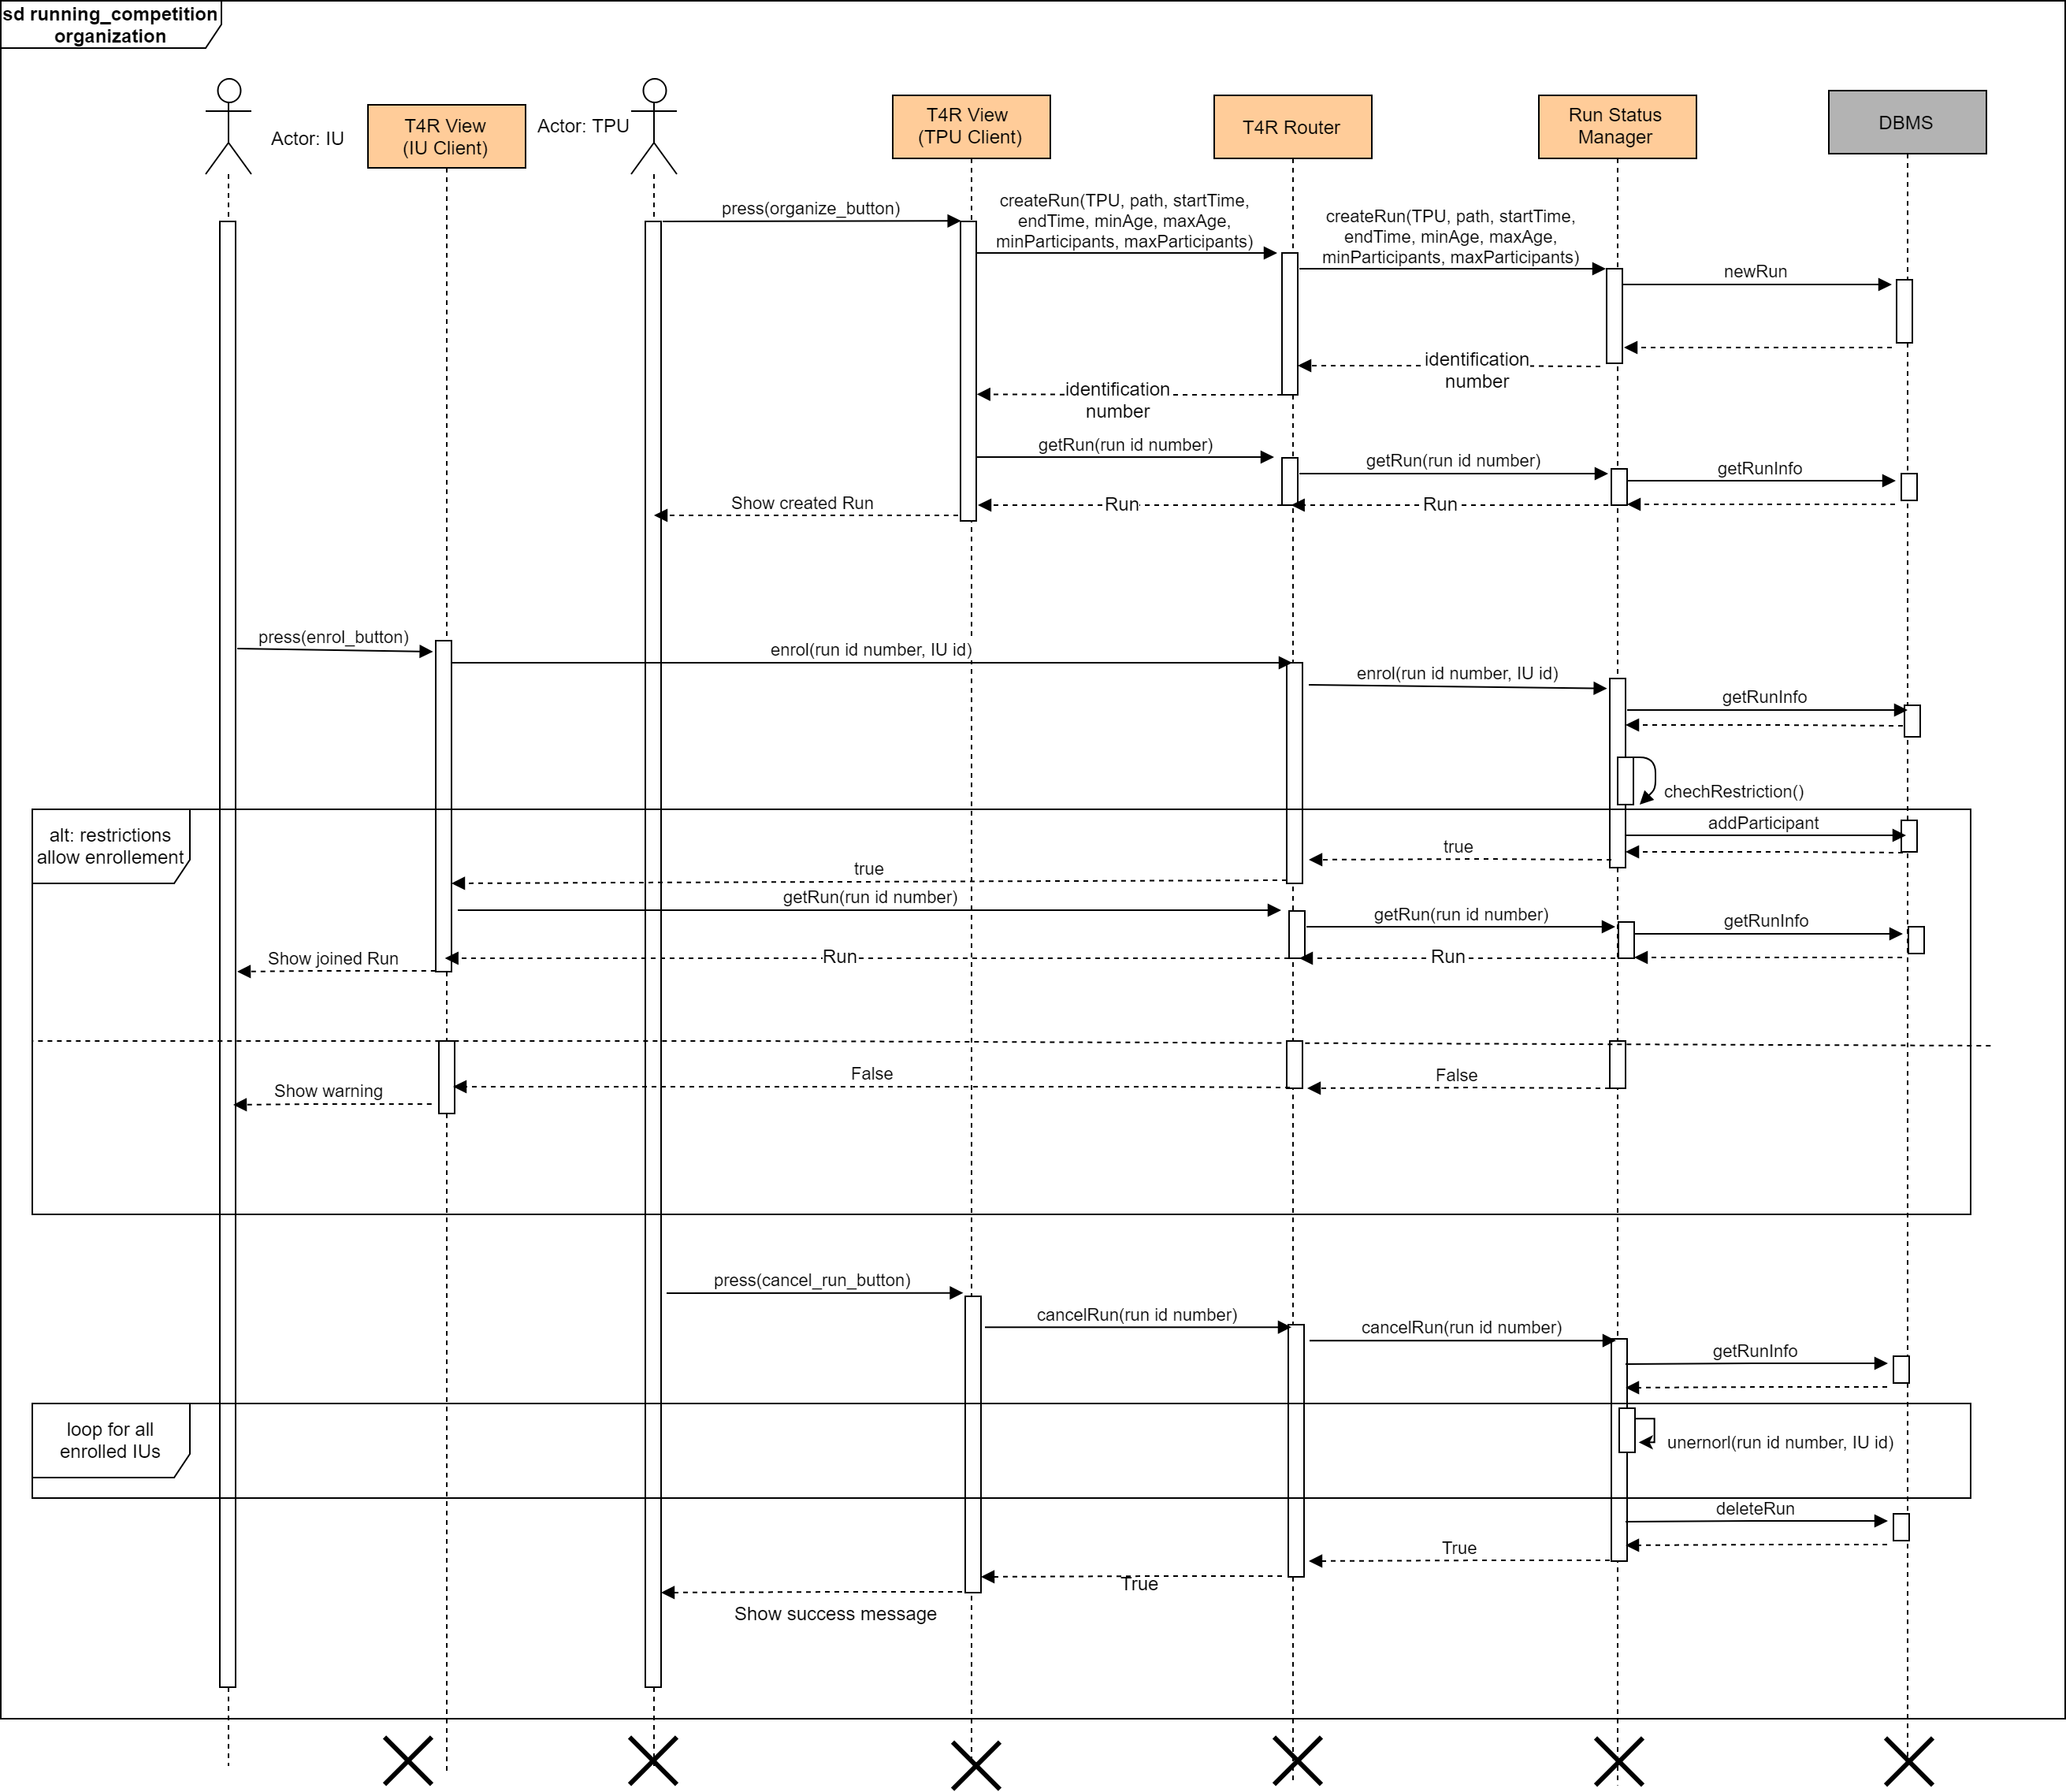 sd running_competition
organization
Actor: IU
T4R View
(IU Client)
Actor: TPU
T4R View
(TPU Client)
T4R Router
Run Status
Manager
DBMS
press(organize_button)
createRun(TPU, path, startTime,
endTime, minAge, maxAge,
minParticipants, maxParticipants)
createRun(TPU, path, startTime,
endTime, minAge, maxAge,
minParticipants, maxParticipants)
newRun
identification
number
identification
number
getRun(run id number)
getRun(run id number)
getRunInfo
Show created Run
Run
Run
press(enrol_button)
enrol(run id number, IU id)
enrol(run id number, IU id)
getRunInfo
chechRestriction()
alt: restrictions
allow enrollement
addParticipant
true
true
getRun(run id number)
getRun(run id number)
getRunInfo
Show joined Run
Run
Run
False
False
Show warning
press(cancel_run_button)
cancelRun(run id number)
cancelRun(run id number)
getRunInfo
loop for all
enrolled IUs
unernorl(run id number, IU id)
deleteRun
True
True
Show success message